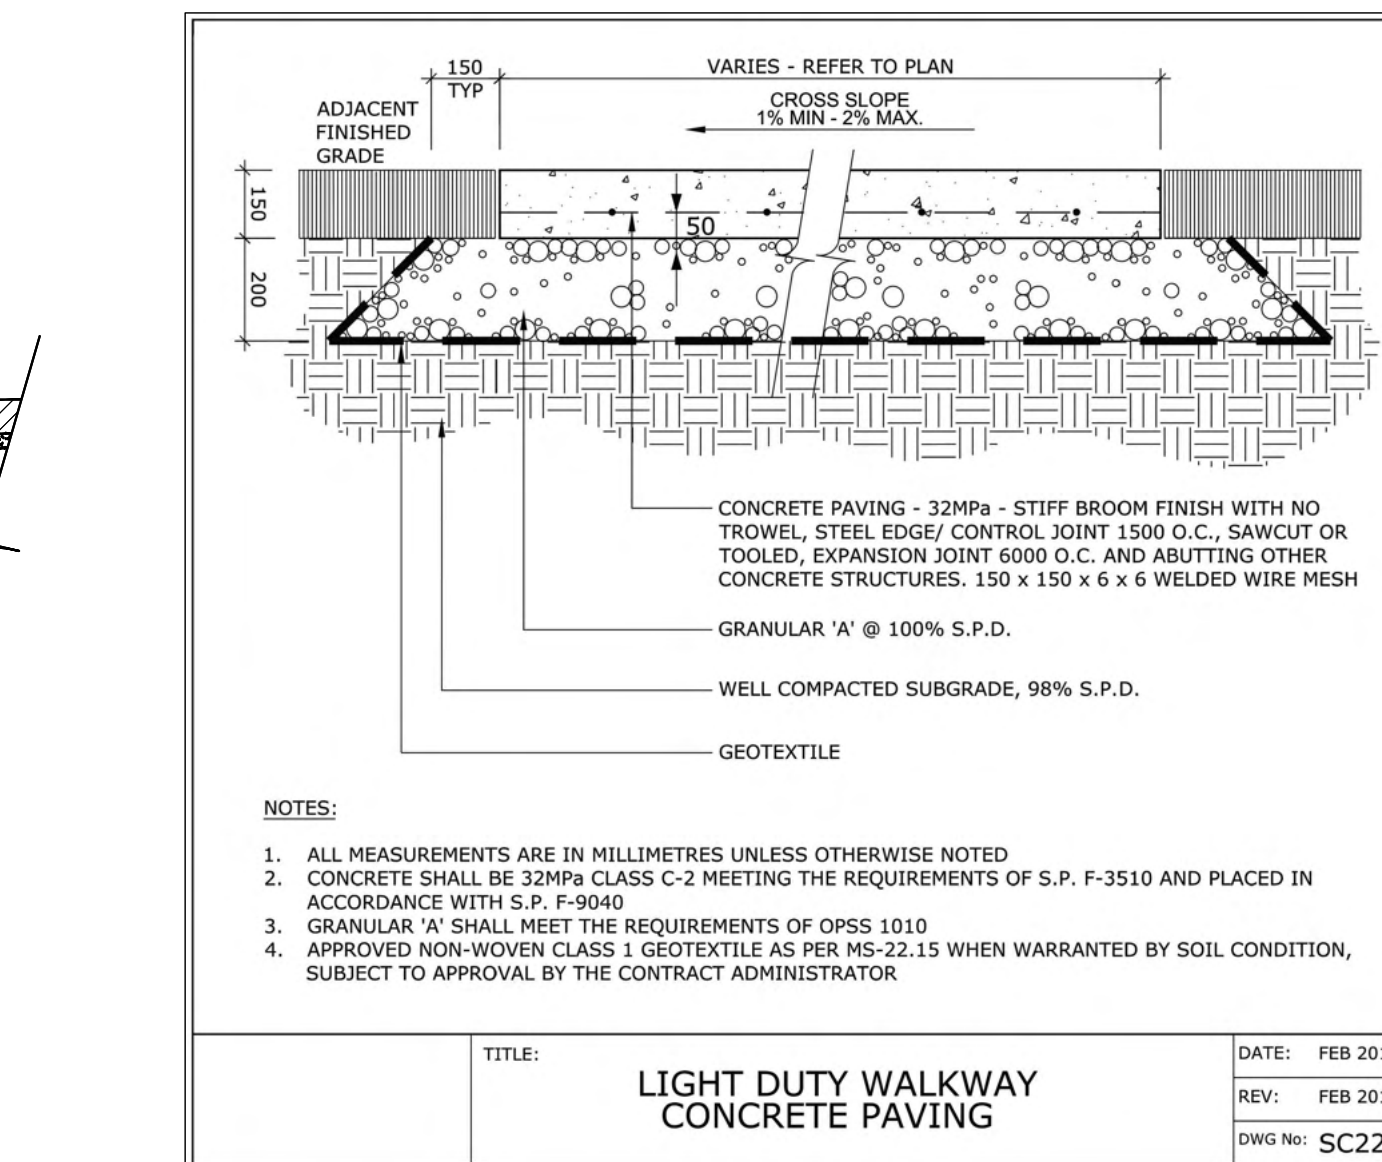 150
TYP
VARIES - REFER TO PLAN
CROSS SLOPE
1% MIN - 2% MAX.
ADJACENT
FINISHED
GRADE
150
50
200
CONCRETE PAVING - 32MPa - STIFF BROOM FINISH WITH NO
TROWEL, STEEL EDGE/ CONTROL JOINT 1500 O.C., SAWCUT OR
TOOLED, EXPANSION JOINT 6000 O.C. AND ABUTTING OTHER
CONCRETE STRUCTURES. 150 x 150 x 6 x 6 WELDED WIRE MESH
GRANULAR 'A' @ 100% S.P.D.
WELL COMPACTED SUBGRADE, 98% S.P.D.
GEOTEXTILE
NOTES:
1. ALL MEASUREMENTS ARE IN MILLIMETRES UNLESS OTHERWISE NOTED
2. CONCRETE SHALL BE 32MPa CLASS C-2 MEETING THE REQUIREMENTS OF S.P. F-3510 AND PLACED IN
ACCORDANCE WITH S.P. F-9040
3. GRANULAR 'A' SHALL MEET THE REQUIREMENTS OF OPSS 1010
4. APPROVED NON-WOVEN CLASS 1 GEOTEXTILE AS PER MS-22.15 WHEN WARRANTED BY SOIL CONDITION,
SUBJECT TO APPROVAL BY THE CONTRACT ADMINISTRATOR
TITLE:
LIGHT DUTY WALKWAY
CONCRETE PAVING
DATE: FEB
REV: FEB
DWG No: SC22